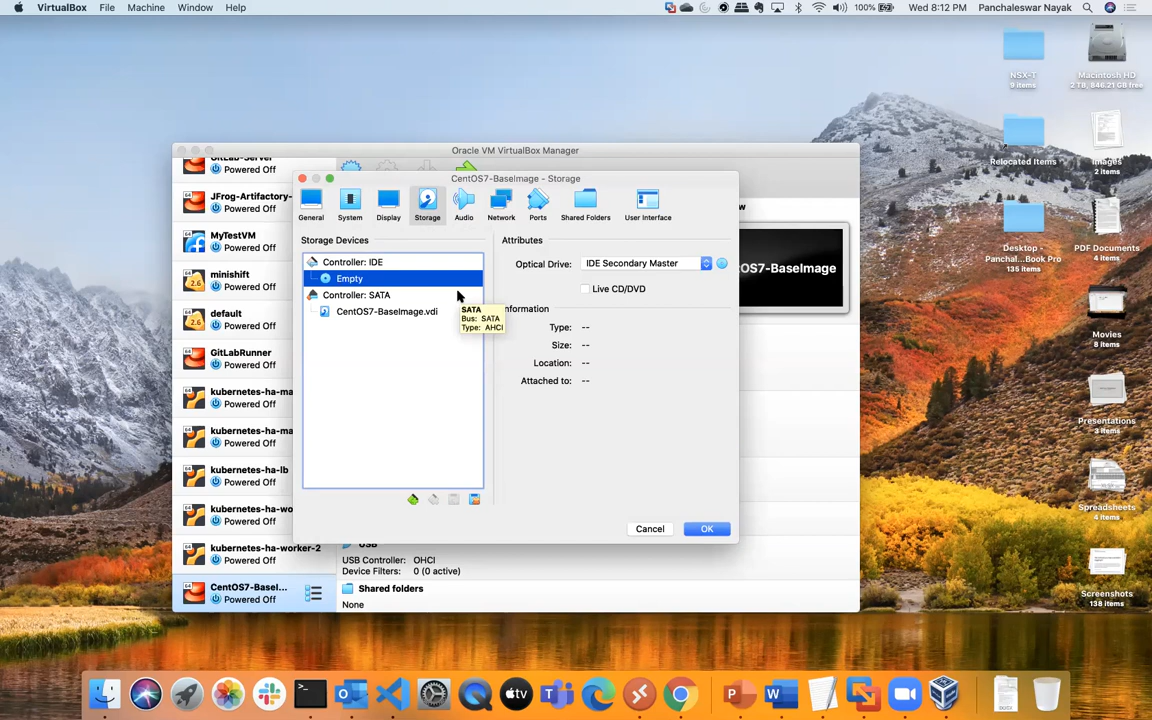 VirtualBox File Machine Window Help
100% Wed 8:12 PM Panchaleswar Nayak
NSX-T
9 items
Macintosh HD
2 TB, 846.21 GB free
Relocated Items
Images
2 items
Desktop -
Panchal...Book Pro
135 items
PDF Documents
4 items
Movies
8 items
Presentations
3 items
Spreadsheets
4 items
Screenshots
138 items
Oracle VM VirtualBox Manager
GitLab-Server
Powered Off
JFrog-Artifactory-
Powered Off
MyTestVM
Powered Off
minishift
Powered Off
default
Powered Off
GitLabRunner
Powered Off
kubernetes-ha-ma
Powered Off
kubernetes-ha-ma
Powered Off
kubernetes-ha-lb
Powered Off
kubernetes-ha-wo
Powered Off
kubernetes-ha-worker-2
Powered Off
CentOS7-Basel...
Powered Off
CentOS7-BaseImage - Storage
General System Display Storage Audio Network Ports Shared Folders User Interface
Storage Devices
Controller: IDE
Empty
Controller: SATA
CentOS7-BaseImage.vdi
SATA
Bus: SATA
Type: AHCI
Attributes
Optical Drive: IDE Secondary Master
Live CD/DVD
nformation
Type: --
Size: --
Location: --
Attached to: --
Cancel OK
w
OS7-BaseImage
USB
USB Controller: OHCI
Device Filters: 0 (0 active)
Shared folders
None